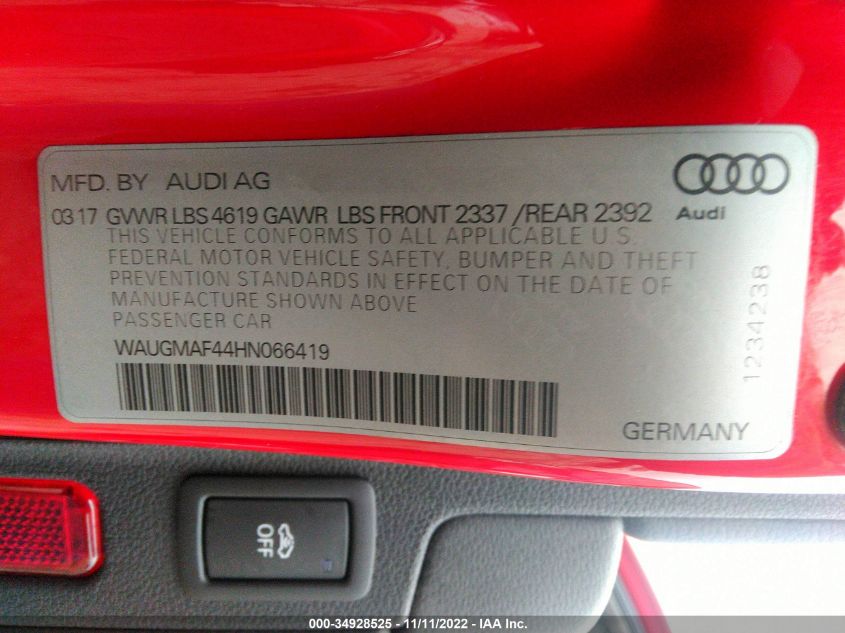 MFD. BY AUDI AG
0317 GVWR LBS 4619 GAWR LBS FRONT 2337 /REAR 2392
THIS VEHICLE CONFORMS TO ALL APPLICABLE U.S.
FEDERAL MOTOR VEHICLE SAFETY, BUMPER AND THEFT
PREVENTION STANDARDS IN EFFECT ON THE DATE OF
MANUFACTURE SHOWN ABOVE
PASSENGER CAR
WAUGMAF44HN066419
Audi
1234238
GERMANY
OFF
000-34928525 - 11/11/2022 - IAA Inc.